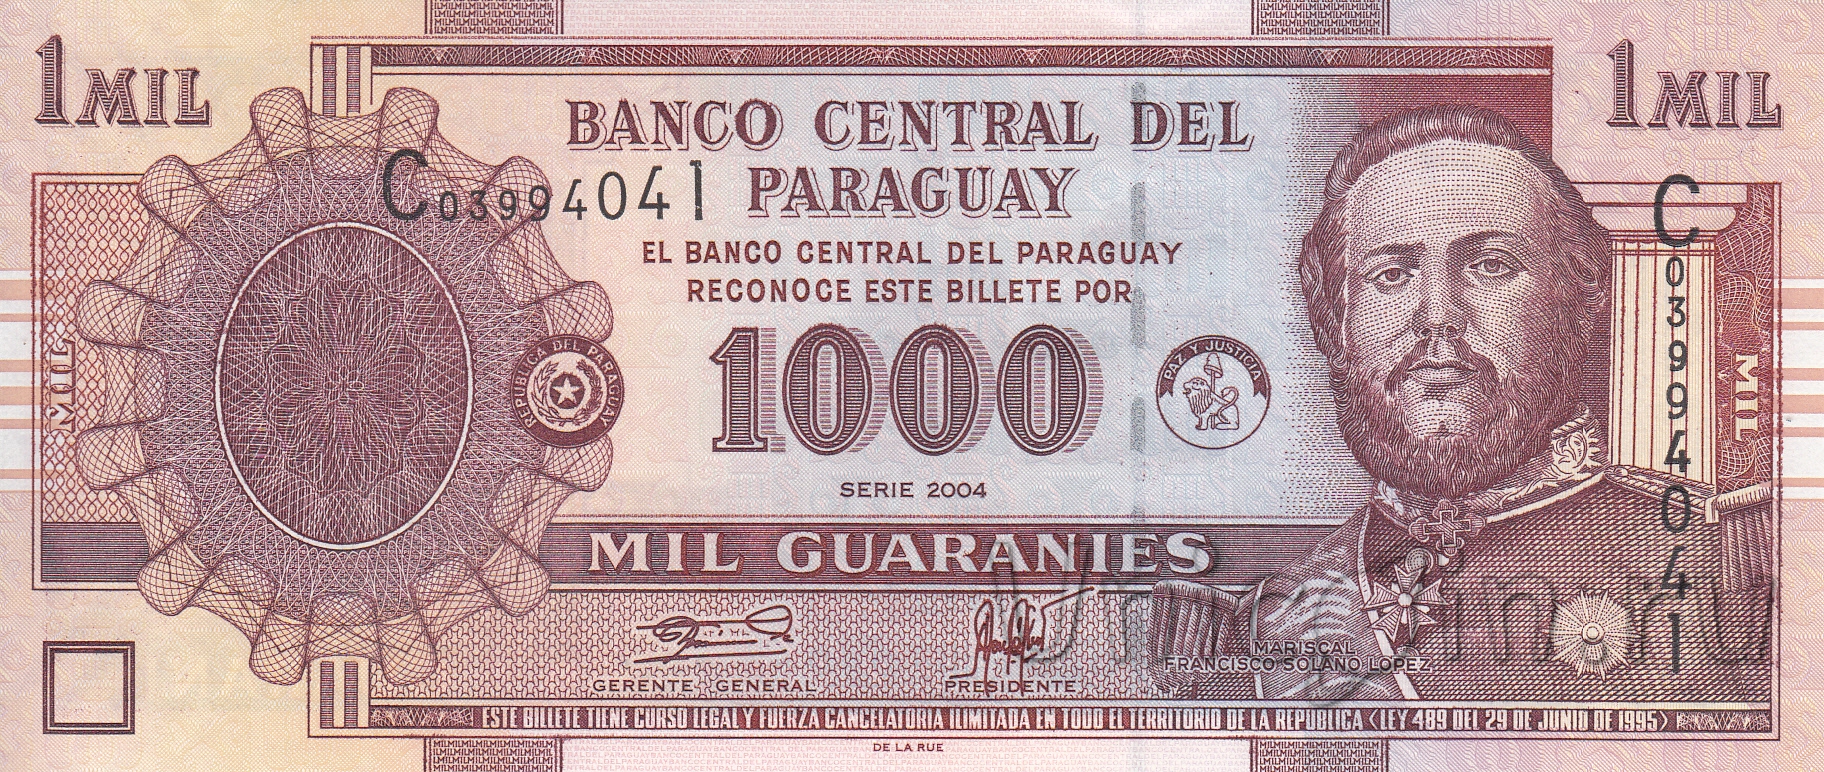 1 MIL
1 MIL
BANCO CENTRAL DEL
PARAGUAY
C03994041
EL BANCO CENTRAL DEL PARAGUAY
RECONOCE ESTE BILLETE POR
1000
C03994041
MIL
MIL
REPUBLICA DEL PARAGUAY
PAZ Y JUSTICIA
SERIE 2004
MIL GUARANIES
GERENTE GENERAL
PRESIDENTE
MARISCAL
FRANCISCO SOLANO LOPEZ
ESTE BILLETE TIENE CURSO LEGAL Y FUERZA CANCELATORIA ILIMITADA EN TODO EL TERRITORIO DE LA REPUBLICA (LEY 489 DEL 29 DE JUNIO DE 1995)
DE LA RUE